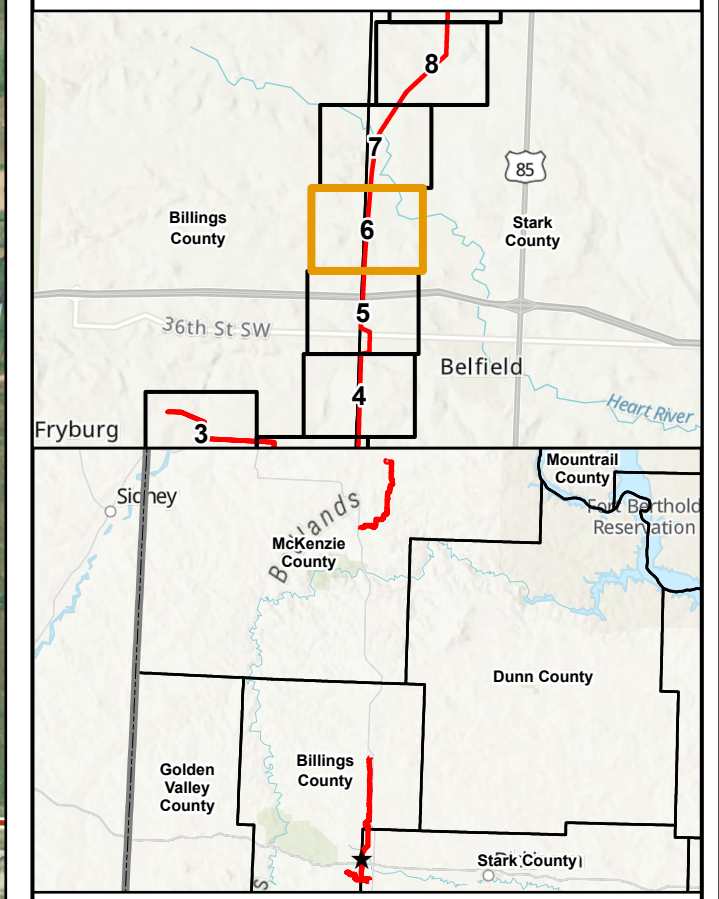 8
7
85
Billings
County
6
Stark
County
5
36th St SW
Belfield
4
Heart River
Fryburg
3
Mountrail
County
Sidney
Fort Berthold
Reservation
McKenzie
County
Dunn County
Billings
County
Golden
Valley
County
Stark County